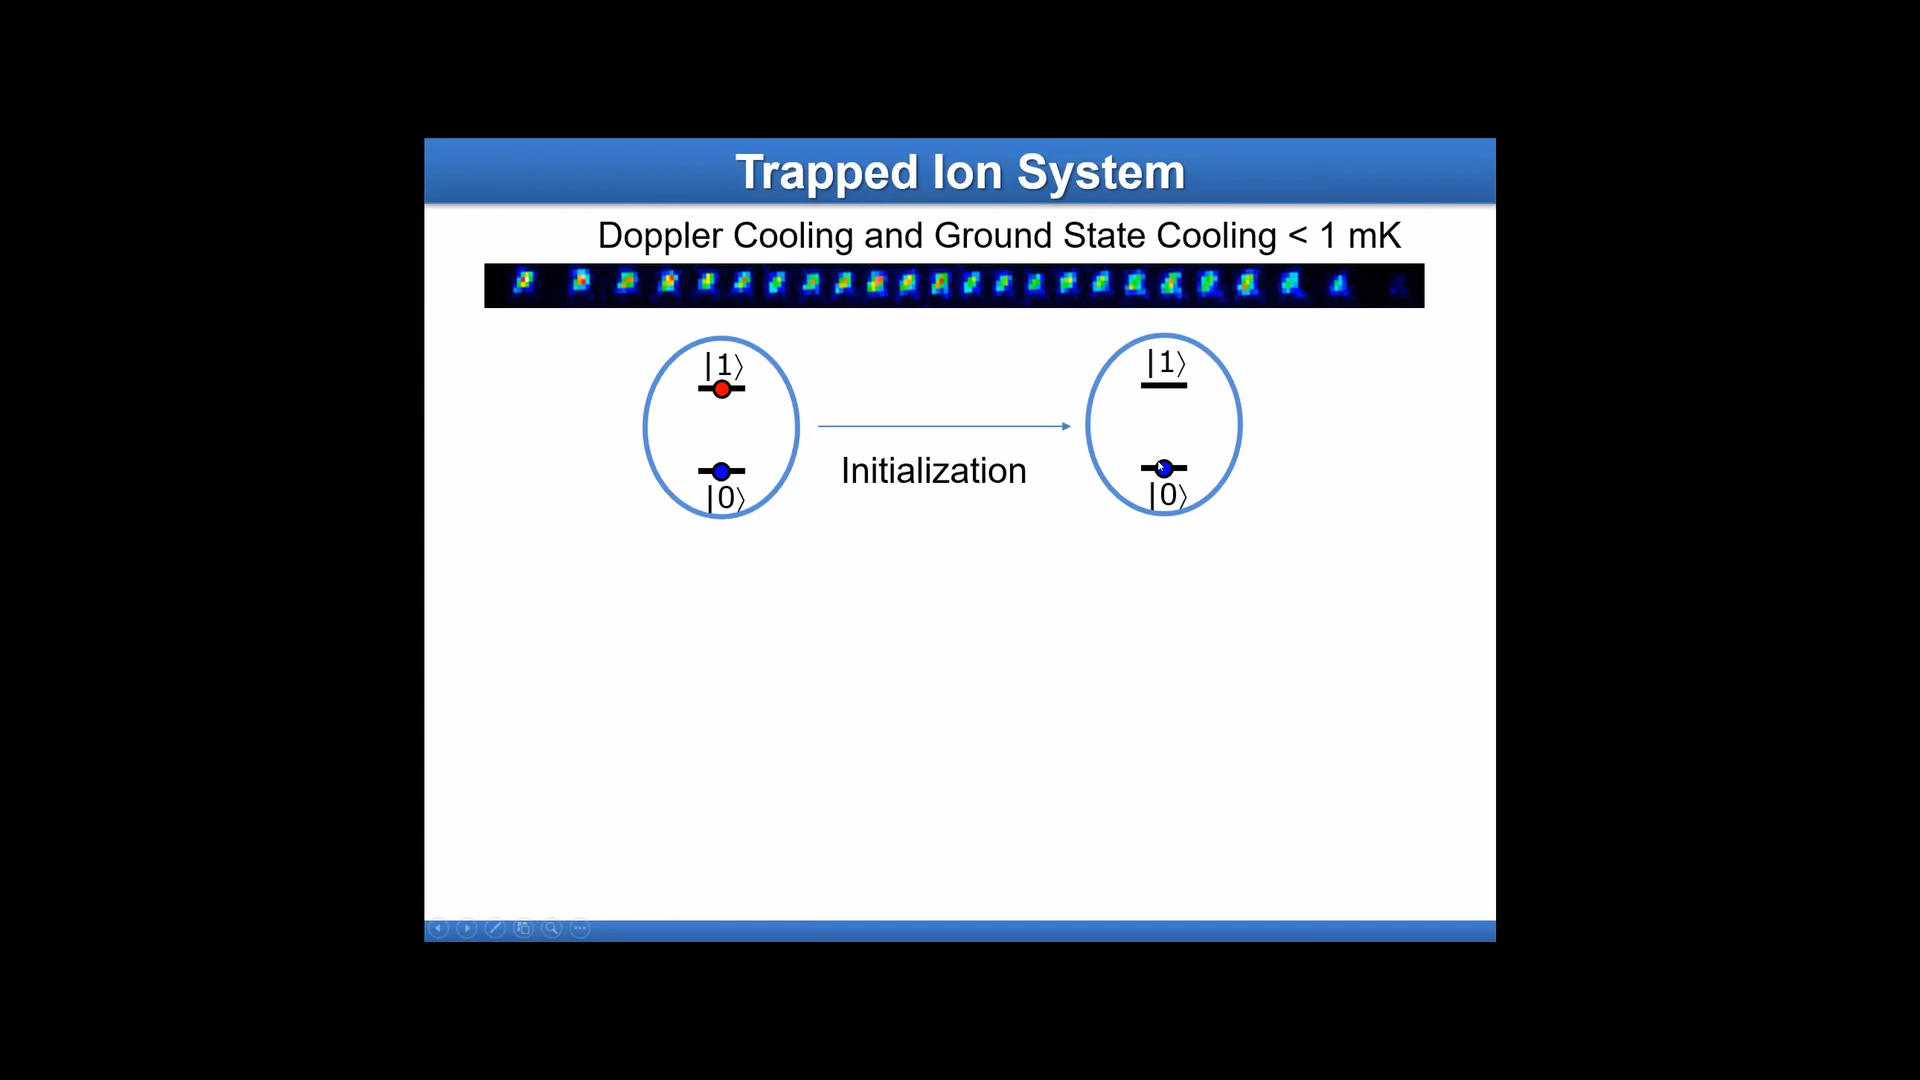 Trapped Ion System
Doppler Cooling and Ground State Cooling < 1 mK
|1⟩
|0⟩
Initialization
|1⟩
|0⟩